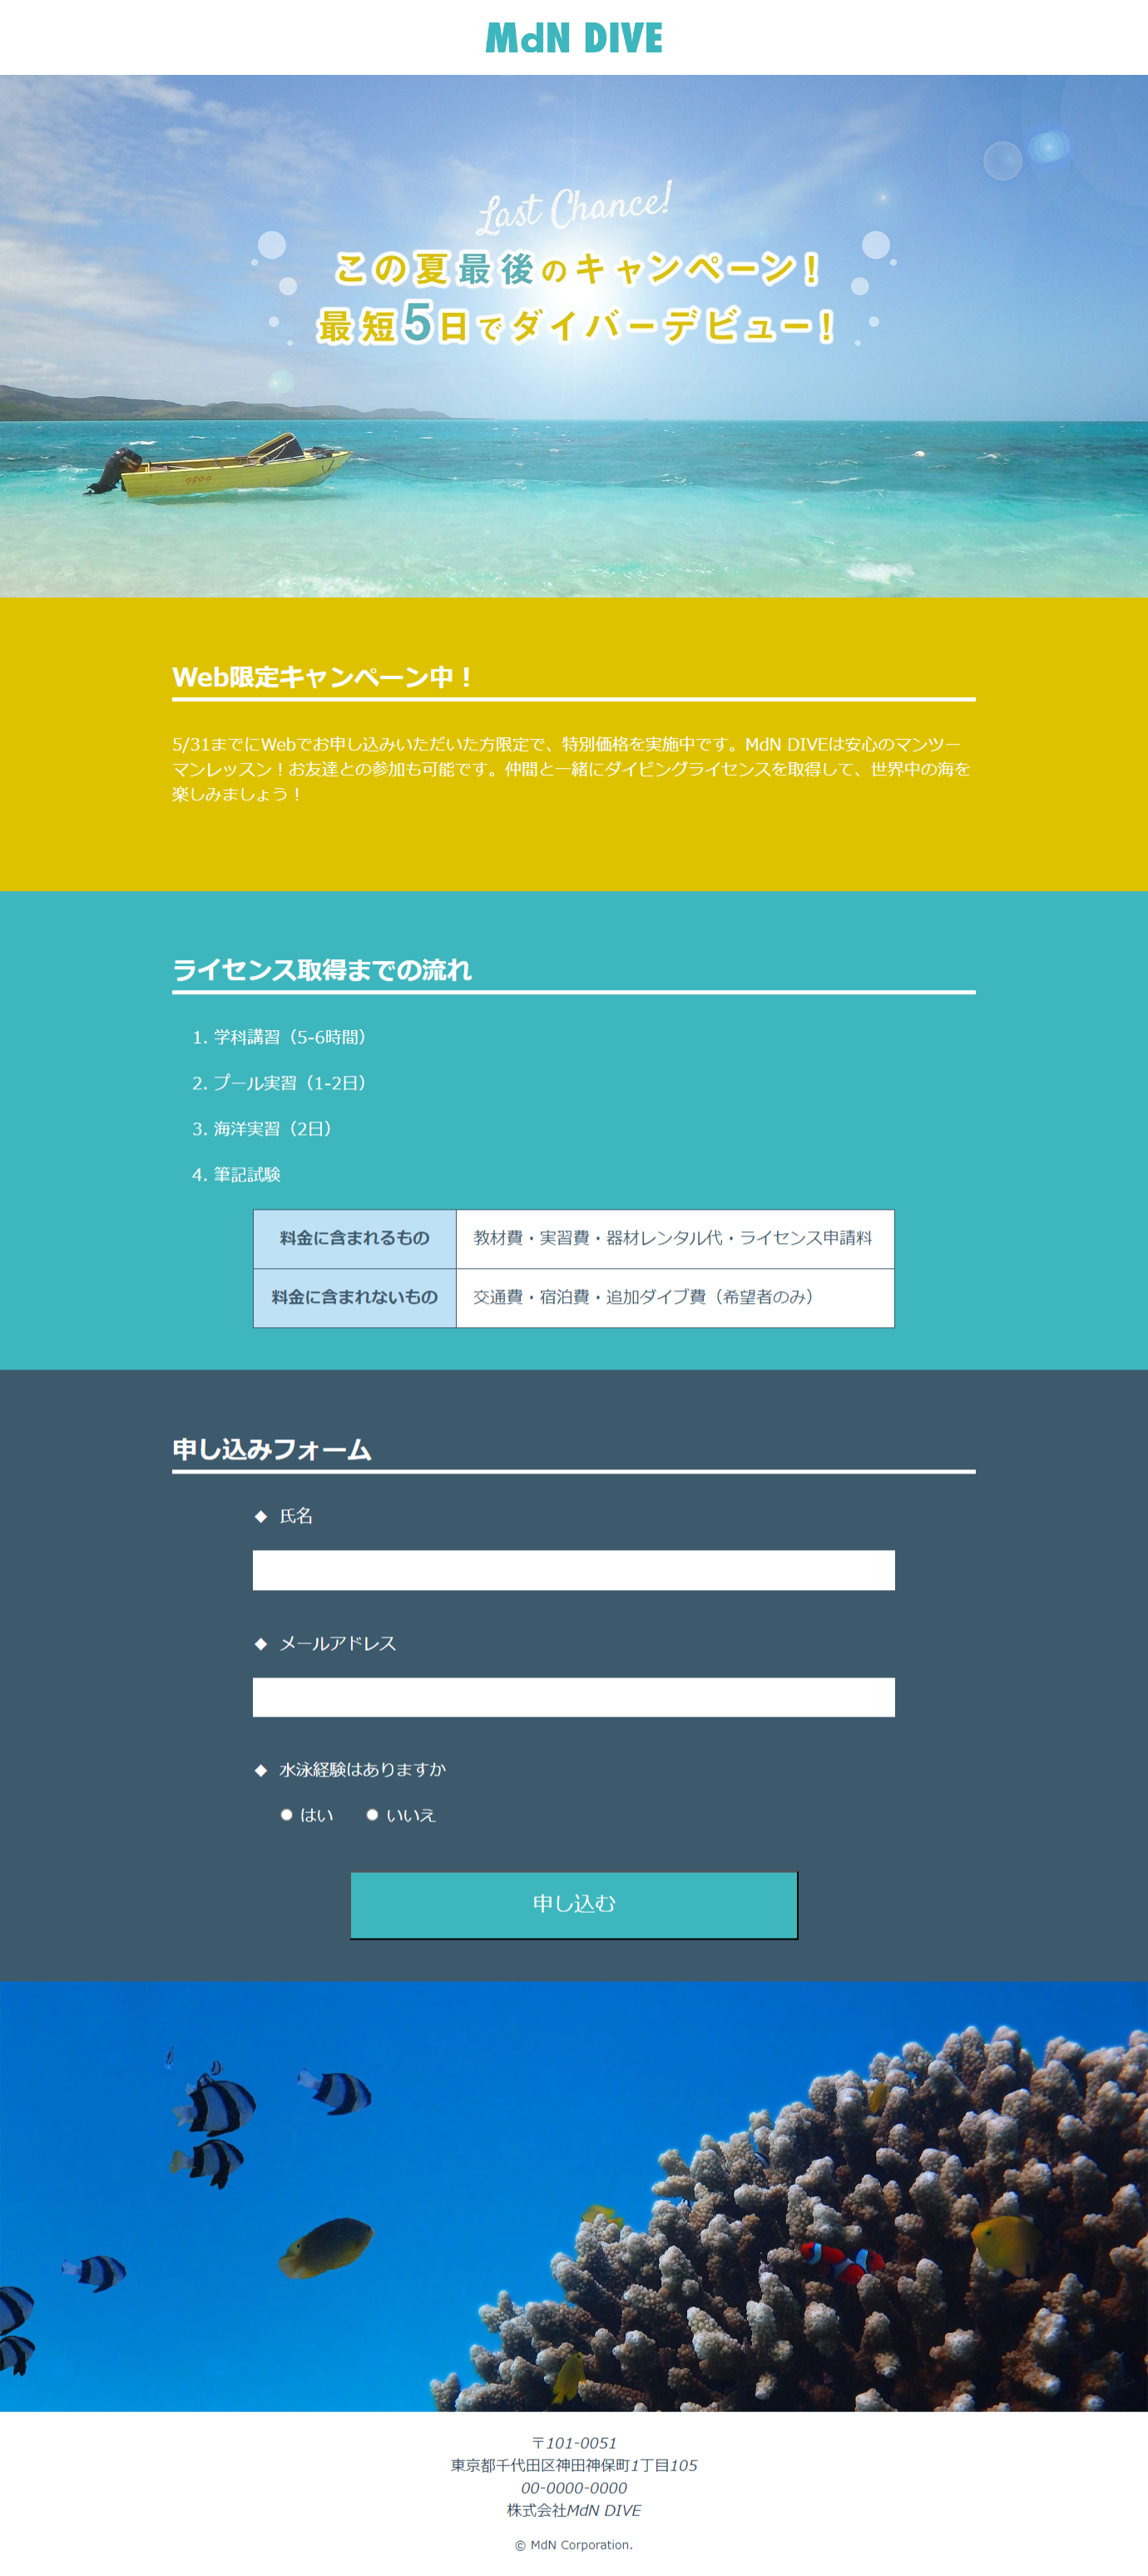 MdN DIVE
Last Chance!
この夏最後のキャンペーン！
最短5日でダイバーデビュー！
Web限定キャンペーン中！
5/31までにWebでお申し込みいただいた方限定で、特別価格を実施中です。MdN DIVEは安心のマンツー
マンレッスン！お友達との参加も可能です。仲間と一緒にダイビングライセンスを取得して、世界中の海を
楽しみましょう！
ライセンス取得までの流れ
1. 学科講習（5-6時間）
2. プール実習（1-2日）
3. 海洋実習（2日）
4. 筆記試験
料金に含まれるもの 教材費・実習費・器材レンタル代・ライセンス申請料
料金に含まれないもの 交通費・宿泊費・追加ダイブ費（希望者のみ）
申し込みフォーム
◆ 氏名
◆ メールアドレス
◆ 水泳経験はありますか
はい いいえ
申し込む
〒101-0051
東京都千代田区神田神保町1丁目105
00-0000-0000
株式会社MdN DIVE
© MdN Corporation.